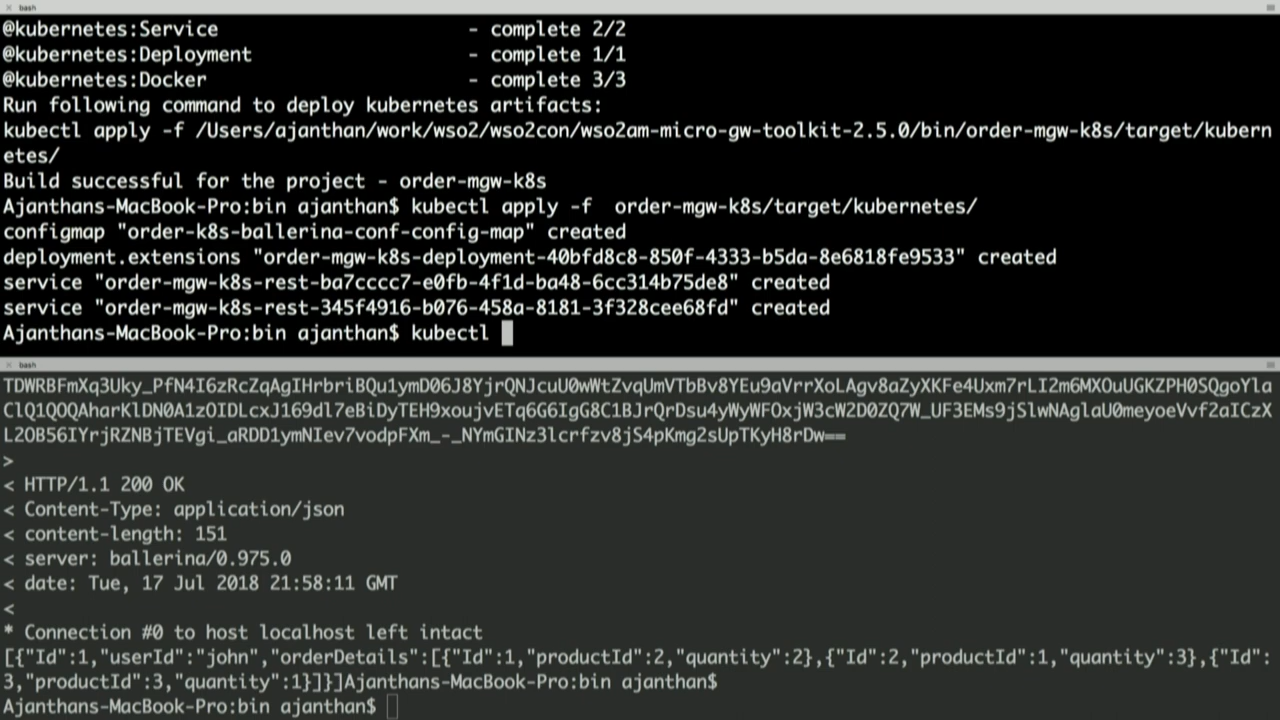 bash
@kubernetes:Service - complete 2/2
@kubernetes:Deployment - complete 1/1
@kubernetes:Docker - complete 3/3
Run following command to deploy kubernetes artifacts:
kubectl apply -f /Users/ajanthan/work/wso2/wso2con/wso2am-micro-gw-toolkit-2.5.0/bin/order-mgw-k8s/target/kubern
etes/
Build successful for the project - order-mgw-k8s
Ajanthans-MacBook-Pro:bin ajanthan$ kubectl apply -f  order-mgw-k8s/target/kubernetes/
configmap "order-k8s-ballerina-conf-config-map" created
deployment.extensions "order-mgw-k8s-deployment-40bfd8c8-850f-4333-b5da-8e6818fe9533" created
service "order-mgw-k8s-rest-ba7cccc7-e0fb-4f1d-ba48-6cc314b75de8" created
service "order-mgw-k8s-rest-345f4916-b076-458a-8181-3f328cee68fd" created
Ajanthans-MacBook-Pro:bin ajanthan$ kubectl
bash
TDWRBFmXq3Uky_PfN4I6zRcZqAgIHrbriBQu1ymD06J8YjrQNJcuU0wWtZvqUmVTbBv8YEu9aVrrXoLAgv8aZyXKFe4Uxm7rLI2m6MXOuUGKZPH0SQgoYla
ClQ1QOQAharKlDN0A1zOIDLcxJ169dl7eBiDyTEH9xoujvETq6G6IgG8C1BJrQrDsu4yWyWFOxjW3cW2D0ZQ7W_UF3EMs9jSlwNAglaU0meyoeVvf2aICzX
L2OB56IYrjRZNBjTEVgi_aRDD1ymNIev7vodpFXm_-_NYmGINz3lcrfzv8jS4pKmg2sUpTKyH8rDw==
>
< HTTP/1.1 200 OK
< Content-Type: application/json
< content-length: 151
< server: ballerina/0.975.0
< date: Tue, 17 Jul 2018 21:58:11 GMT
<
* Connection #0 to host localhost left intact
[{"Id":1,"userId":"john","orderDetails":[{"Id":1,"productId":2,"quantity":2},{"Id":2,"productId":1,"quantity":3},{"Id":
3,"productId":3,"quantity":1}]}]Ajanthans-MacBook-Pro:bin ajanthan$
Ajanthans-MacBook-Pro:bin ajanthan$